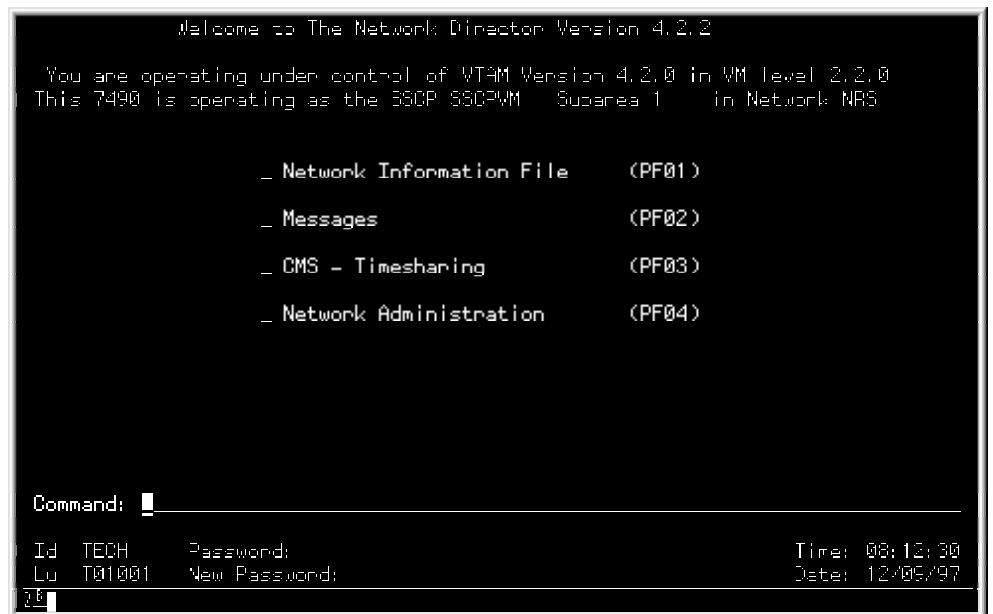 Welcome to The Network Director Version 4.2.2
You are operating under control of VTAM Version 4.2.0 in VM level 2.2.0
This 7490 is operating as the SSCP SSCPVM Subarea 1 in Network NRS
_ Network Information File (PF01)
_ Messages (PF02)
_ CMS - Timesharing (PF03)
_ Network Administration (PF04)
Command:
Id TECH Password: Time: 08:12:30
Lu T01001 New Password: Date: 12/09/97